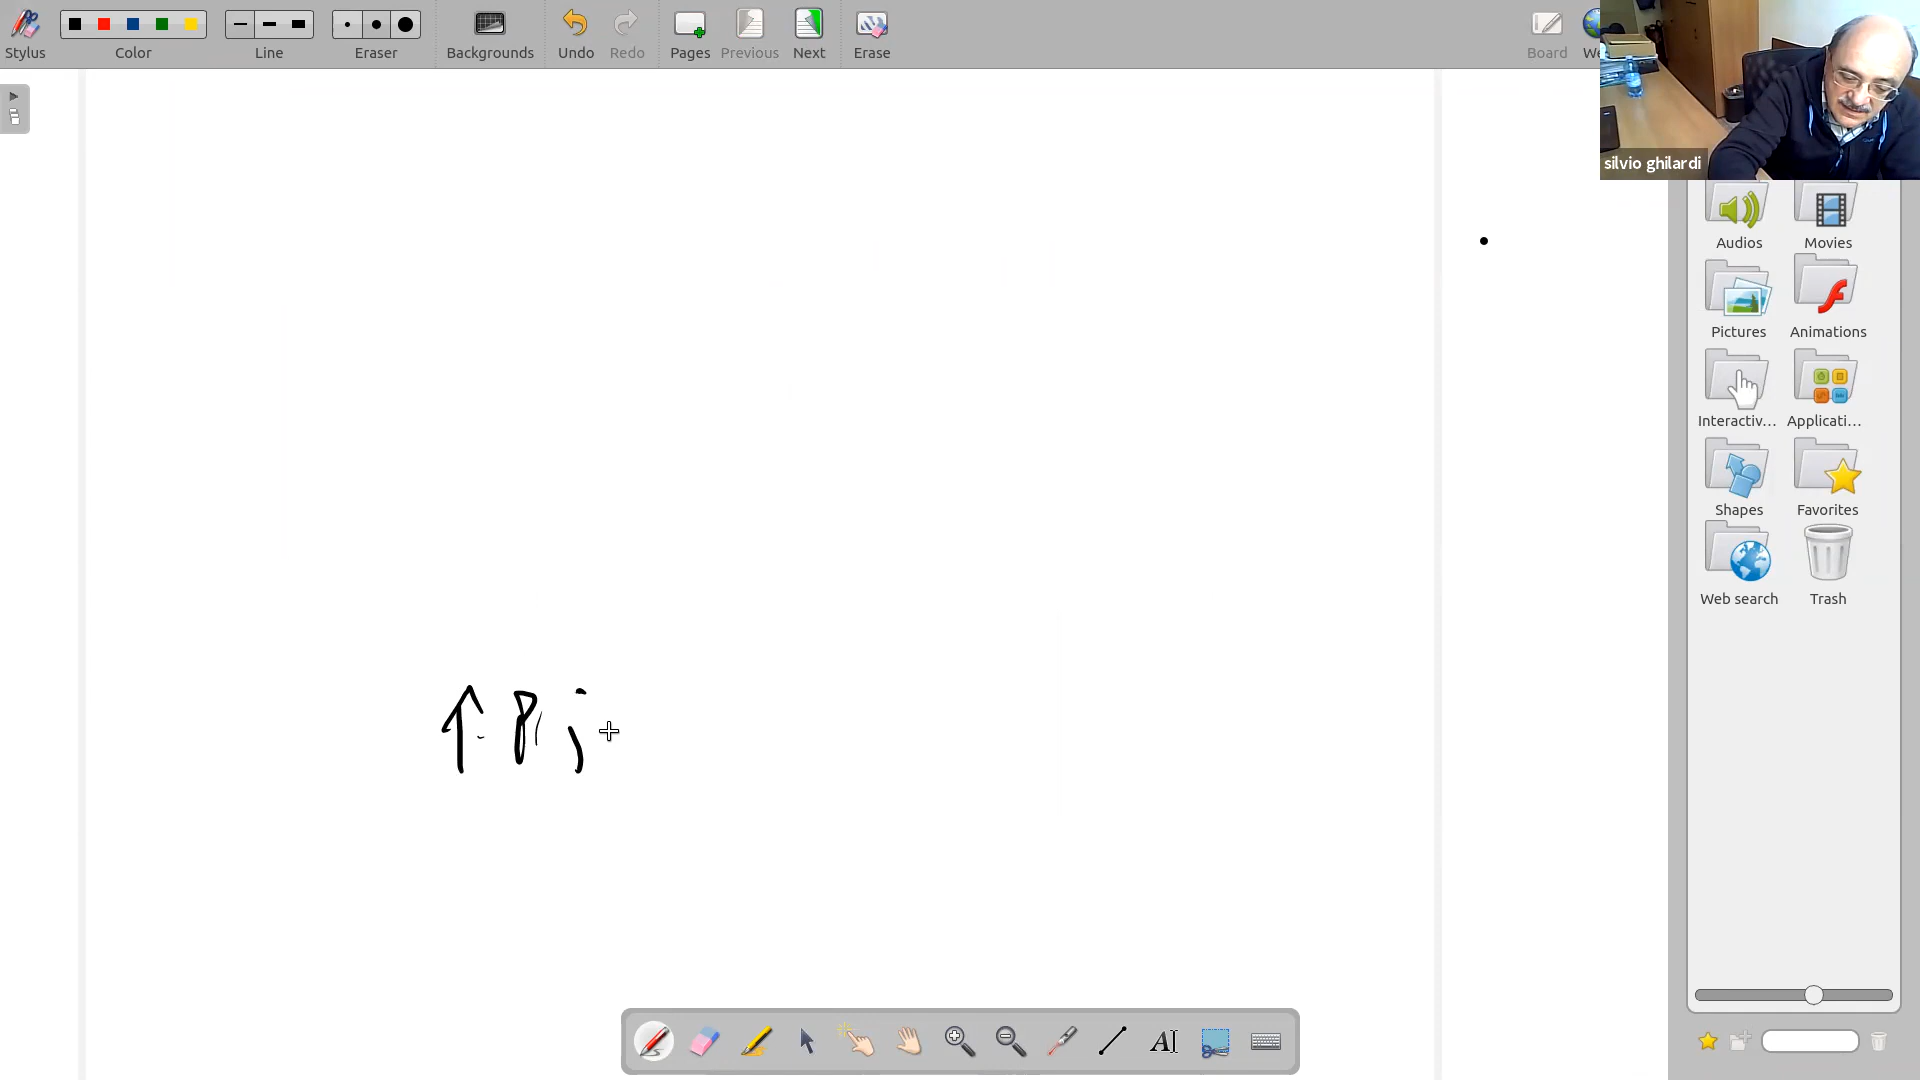 Stylus
Color
Line
Eraser
Backgrounds
Undo
Redo
Pages
Previous
Next
Erase
Board
silvio ghilardi
Audios
Movies
Pictures
Animations
Interactiv...
Applicati...
Shapes
Favorites
Web search
Trash